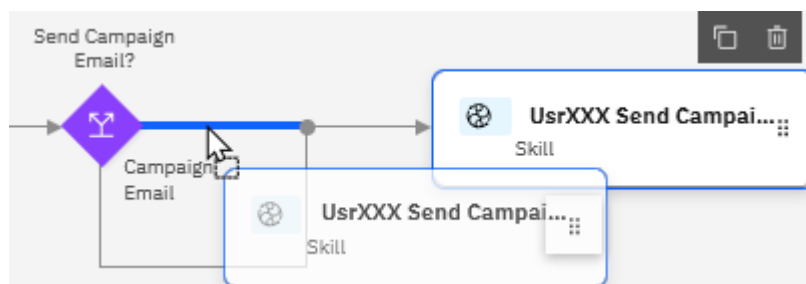 Send Campaign
Email?
UsrXXX Send Campai...
Skill
Campaign
Email
UsrXXX Send Campai...
Skill